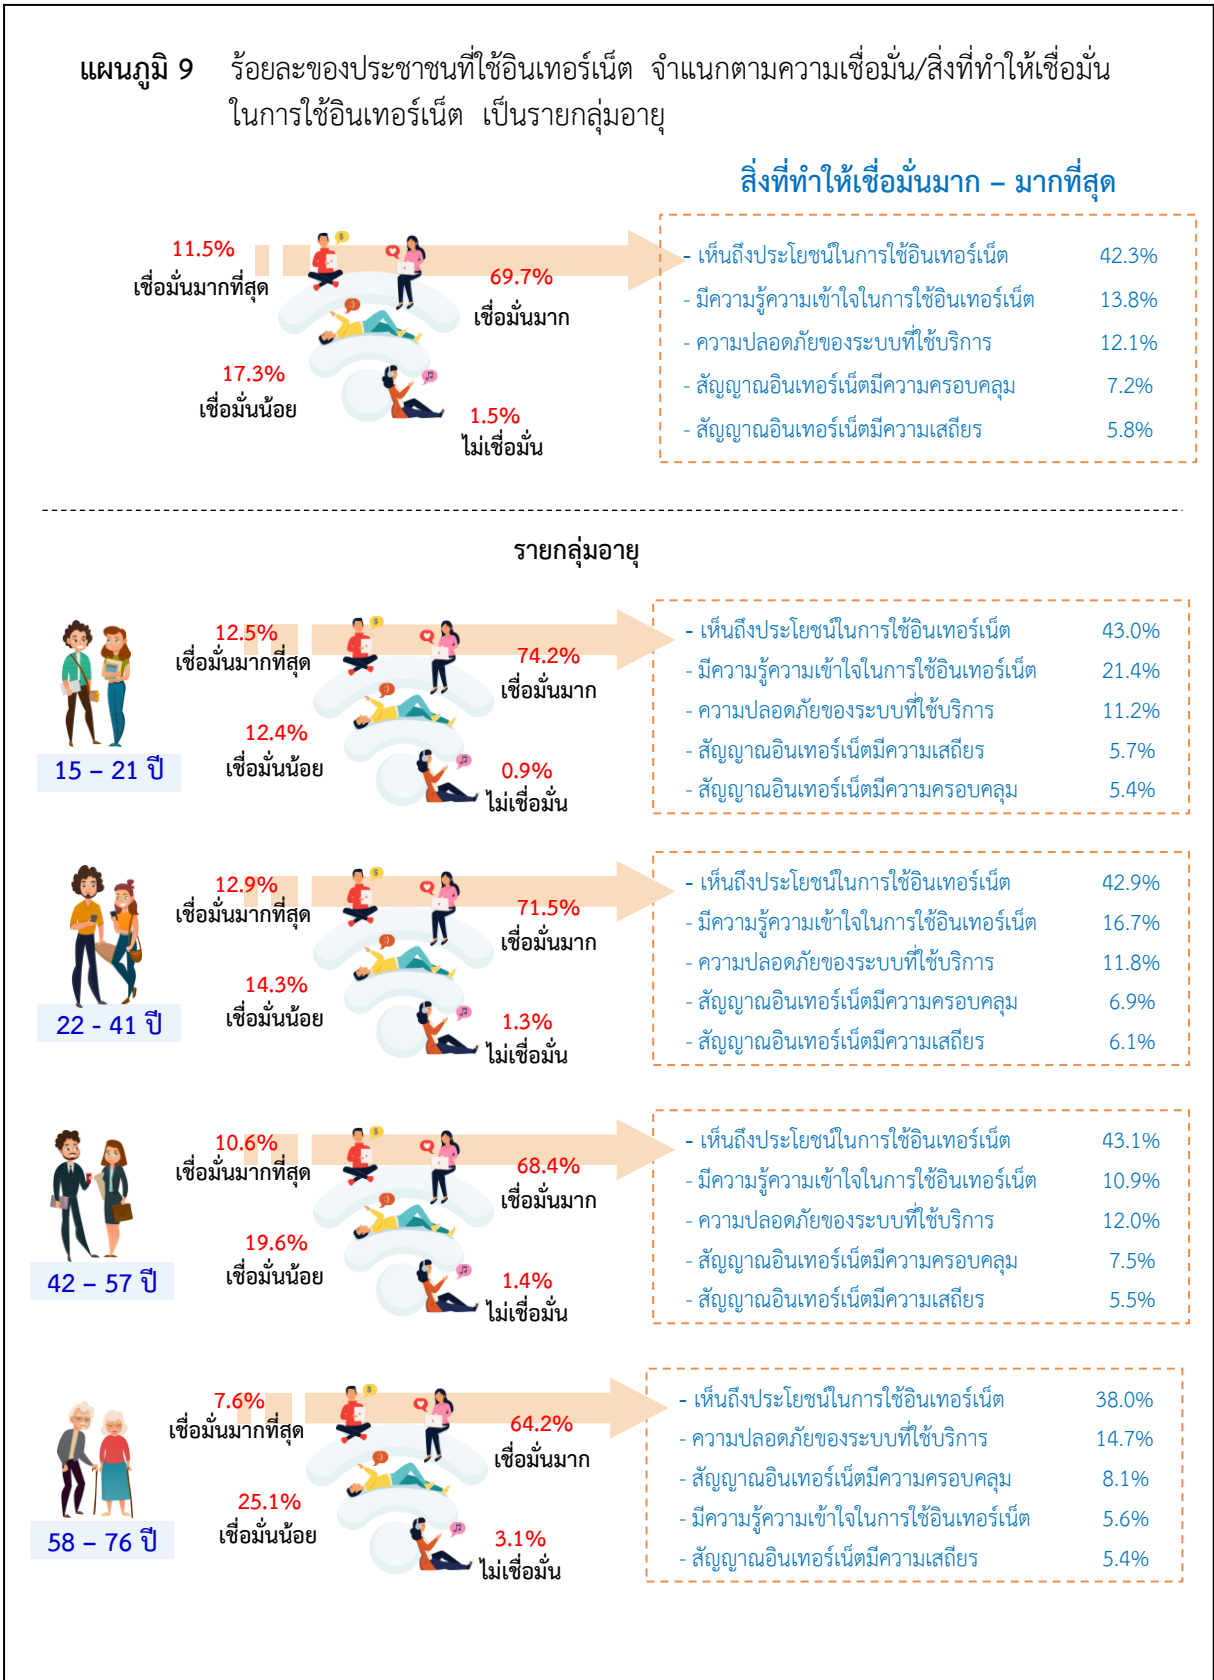 แผนภูมิ 9 ร้อยละของประชาชนที่ใช้อินเทอร์เน็ต จำแนกตามความเชื่อมั่น/สิ่งที่ทำให้เชื่อมั่น
ในการใช้อินเทอร์เน็ต เป็นรายกลุ่มอายุ
สิ่งที่ทำให้เชื่อมั่นมาก – มากที่สุด
11.5%
เชื่อมั่นมากที่สุด
69.7%
เชื่อมั่นมาก
17.3%
เชื่อมั่นน้อย
1.5%
ไม่เชื่อมั่น
- เห็นถึงประโยชน์ในการใช้อินเทอร์เน็ต 42.3%
- มีความรู้ความเข้าใจในการใช้อินเทอร์เน็ต 13.8%
- ความปลอดภัยของระบบที่ใช้บริการ 12.1%
- สัญญาณอินเทอร์เน็ตมีความครอบคลุม 7.2%
- สัญญาณอินเทอร์เน็ตมีความเสถียร 5.8%
รายกลุ่มอายุ
15 – 21 ปี
12.5%
เชื่อมั่นมากที่สุด
74.2%
เชื่อมั่นมาก
12.4%
เชื่อมั่นน้อย
0.9%
ไม่เชื่อมั่น
- เห็นถึงประโยชน์ในการใช้อินเทอร์เน็ต 43.0%
- มีความรู้ความเข้าใจในการใช้อินเทอร์เน็ต 21.4%
- ความปลอดภัยของระบบที่ใช้บริการ 11.2%
- สัญญาณอินเทอร์เน็ตมีความเสถียร 5.7%
- สัญญาณอินเทอร์เน็ตมีความครอบคลุม 5.4%
22 - 41 ปี
12.9%
เชื่อมั่นมากที่สุด
71.5%
เชื่อมั่นมาก
14.3%
เชื่อมั่นน้อย
1.3%
ไม่เชื่อมั่น
- เห็นถึงประโยชน์ในการใช้อินเทอร์เน็ต 42.9%
- มีความรู้ความเข้าใจในการใช้อินเทอร์เน็ต 16.7%
- ความปลอดภัยของระบบที่ใช้บริการ 11.8%
- สัญญาณอินเทอร์เน็ตมีความครอบคลุม 6.9%
- สัญญาณอินเทอร์เน็ตมีความเสถียร 6.1%
42 – 57 ปี
10.6%
เชื่อมั่นมากที่สุด
68.4%
เชื่อมั่นมาก
19.6%
เชื่อมั่นน้อย
1.4%
ไม่เชื่อมั่น
- เห็นถึงประโยชน์ในการใช้อินเทอร์เน็ต 43.1%
- มีความรู้ความเข้าใจในการใช้อินเทอร์เน็ต 10.9%
- ความปลอดภัยของระบบที่ใช้บริการ 12.0%
- สัญญาณอินเทอร์เน็ตมีความครอบคลุม 7.5%
- สัญญาณอินเทอร์เน็ตมีความเสถียร 5.5%
58 – 76 ปี
7.6%
เชื่อมั่นมากที่สุด
64.2%
เชื่อมั่นมาก
25.1%
เชื่อมั่นน้อย
3.1%
ไม่เชื่อมั่น
- เห็นถึงประโยชน์ในการใช้อินเทอร์เน็ต 38.0%
- ความปลอดภัยของระบบที่ใช้บริการ 14.7%
- สัญญาณอินเทอร์เน็ตมีความครอบคลุม 8.1%
- มีความรู้ความเข้าใจในการใช้อินเทอร์เน็ต 5.6%
- สัญญาณอินเทอร์เน็ตมีความเสถียร 5.4%